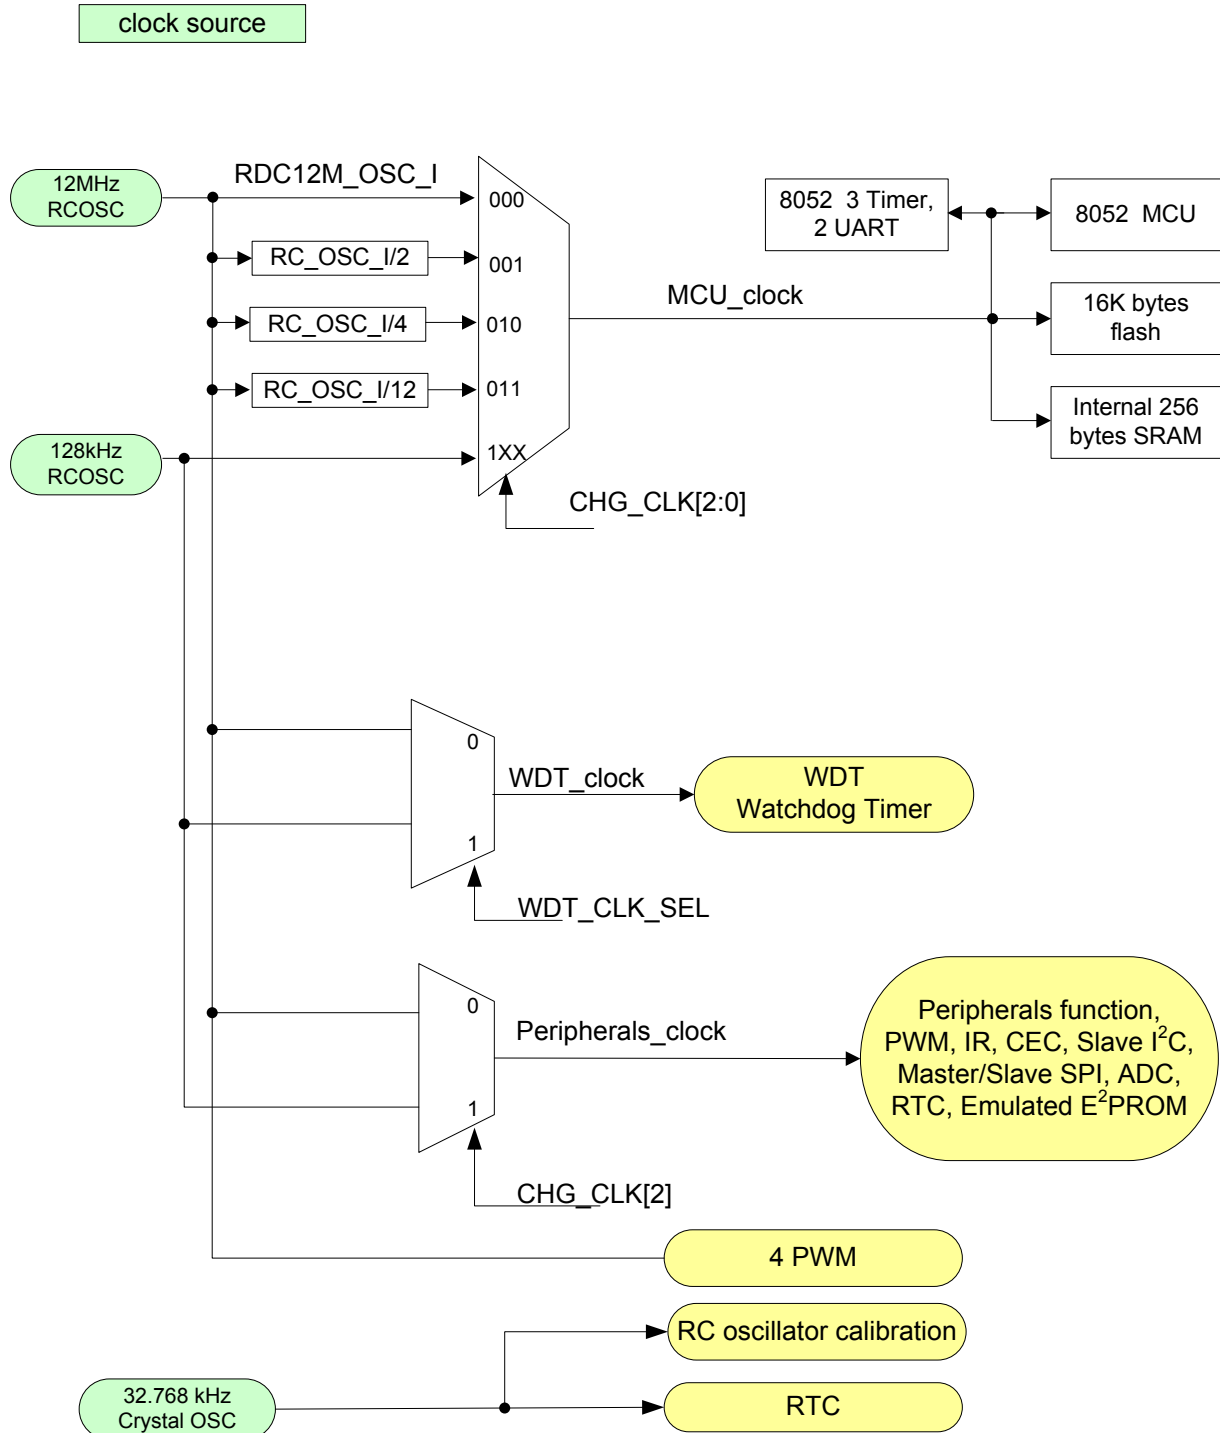 clock source
12MHz
RCOSC
RDC12M_OSC_I
000
RC_OSC_I/2
001
RC_OSC_I/4
010
RC_OSC_I/12
011
128kHz
RCOSC
1XX
CHG_CLK[2:0]
MCU_clock
8052 3 Timer,
2 UART
8052 MCU
16K bytes
flash
Internal 256
bytes SRAM
0
1
WDT_clock
WDT_CLK_SEL
WDT
Watchdog Timer
0
1
Peripherals_clock
CHG_CLK[2]
Peripherals function,
PWM, IR, CEC, Slave I²C,
Master/Slave SPI, ADC,
RTC, Emulated E²PROM
4 PWM
RC oscillator calibration
32.768 kHz
Crystal OSC
RTC